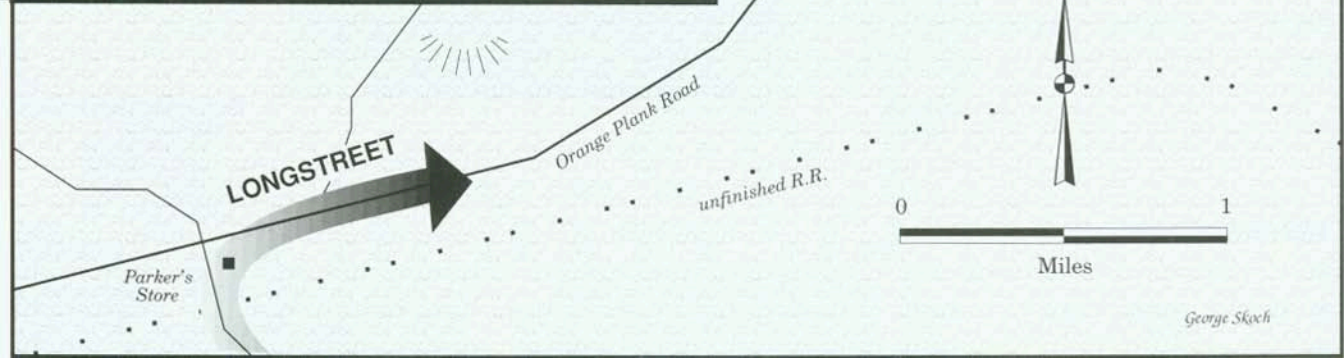 LONGSTREET
Orange Plank Road
unfinished R.R.
Parker's
Store
0 1
Miles
George Skoch